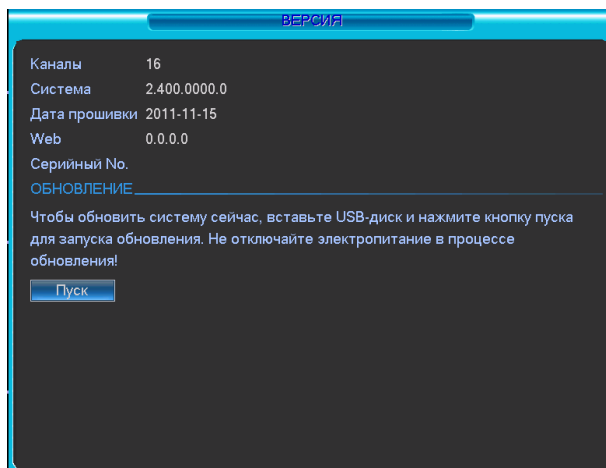 ВЕРСИЯ
Каналы 16
Система 2.400.0000.0
Дата прошивки 2011-11-15
Web 0.0.0.0
Серийный No.
ОБНОВЛЕНИЕ
Чтобы обновить систему сейчас, вставьте USB-диск и нажмите кнопку пуска
для запуска обновления. Не отключайте электропитание в процессе
обновления!
Пуск